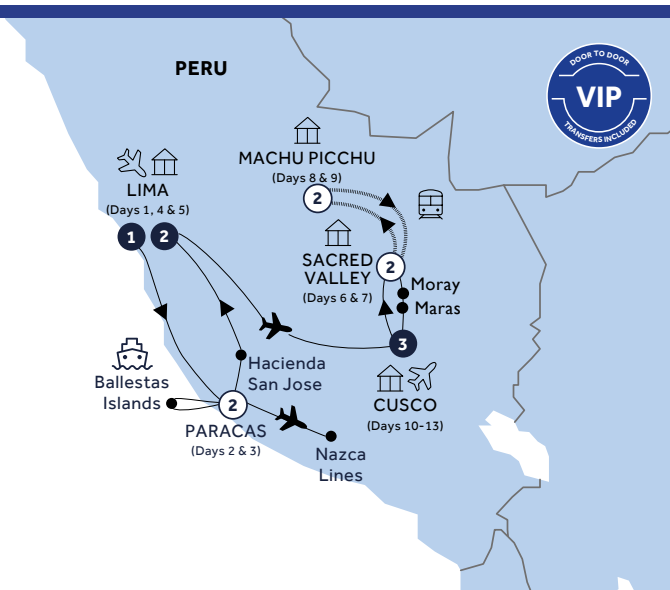 PERU
DOOR TO DOOR
VIP
TRANSFERS INCLUDED
MACHU PICCHU
(Days 8 & 9)
2
LIMA
(Days 1, 4 & 5)
1
2
SACRED
VALLEY
(Days 6 & 7)
2
Moray
Maras
3
CUSCO
(Days 10-13)
Hacienda
San Jose
Ballestas
Islands
2
PARACAS
(Days 2 & 3)
Nazca
Lines